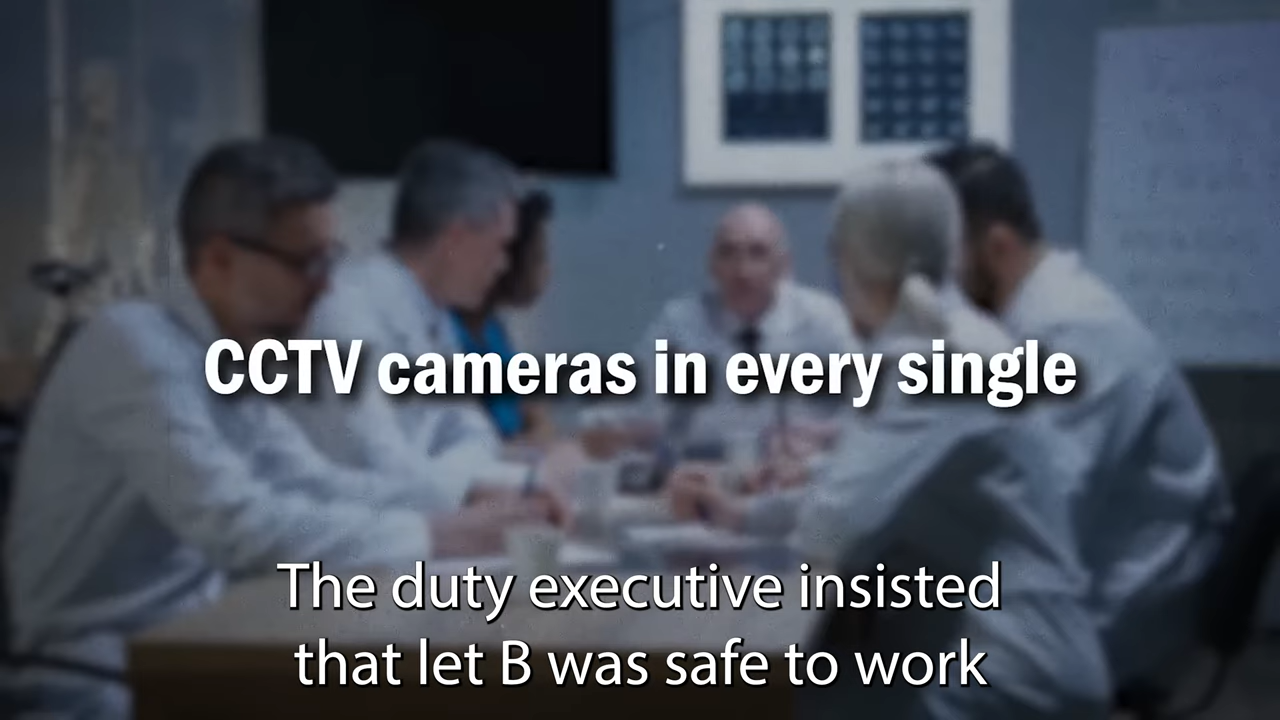 CCTV cameras in every single
The duty executive insisted
that let B was safe to work